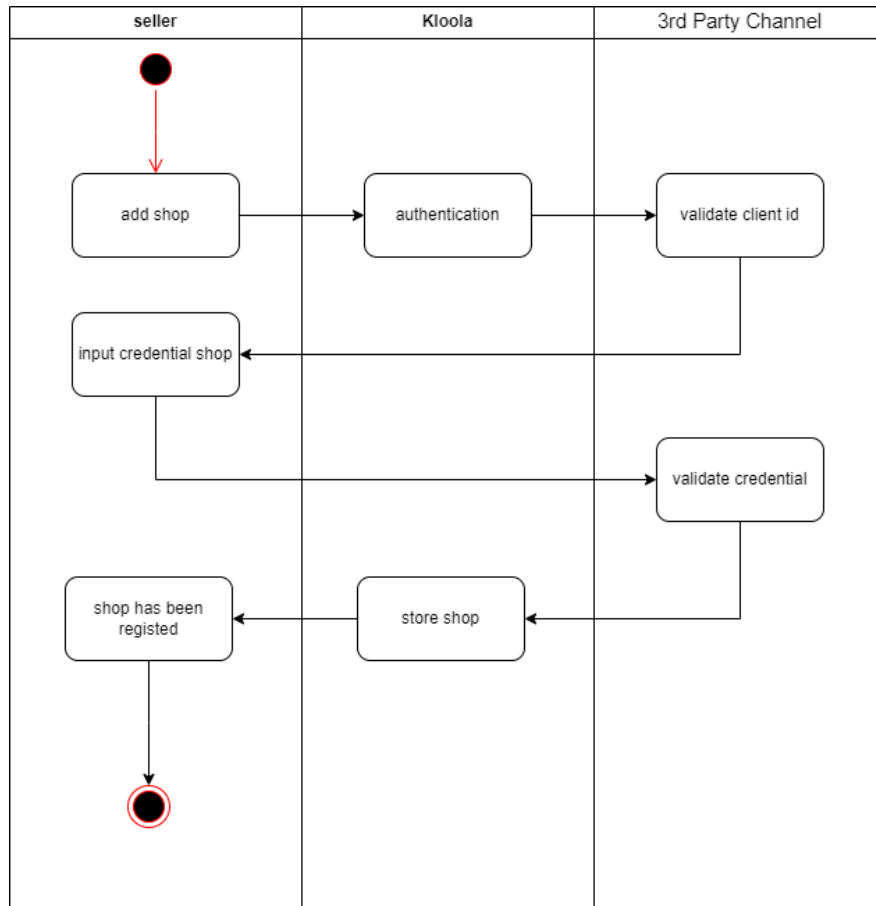 seller
Kloola
3rd Party Channel
add shop
authentication
validate client id
input credential shop
validate credential
shop has been
registed
store shop